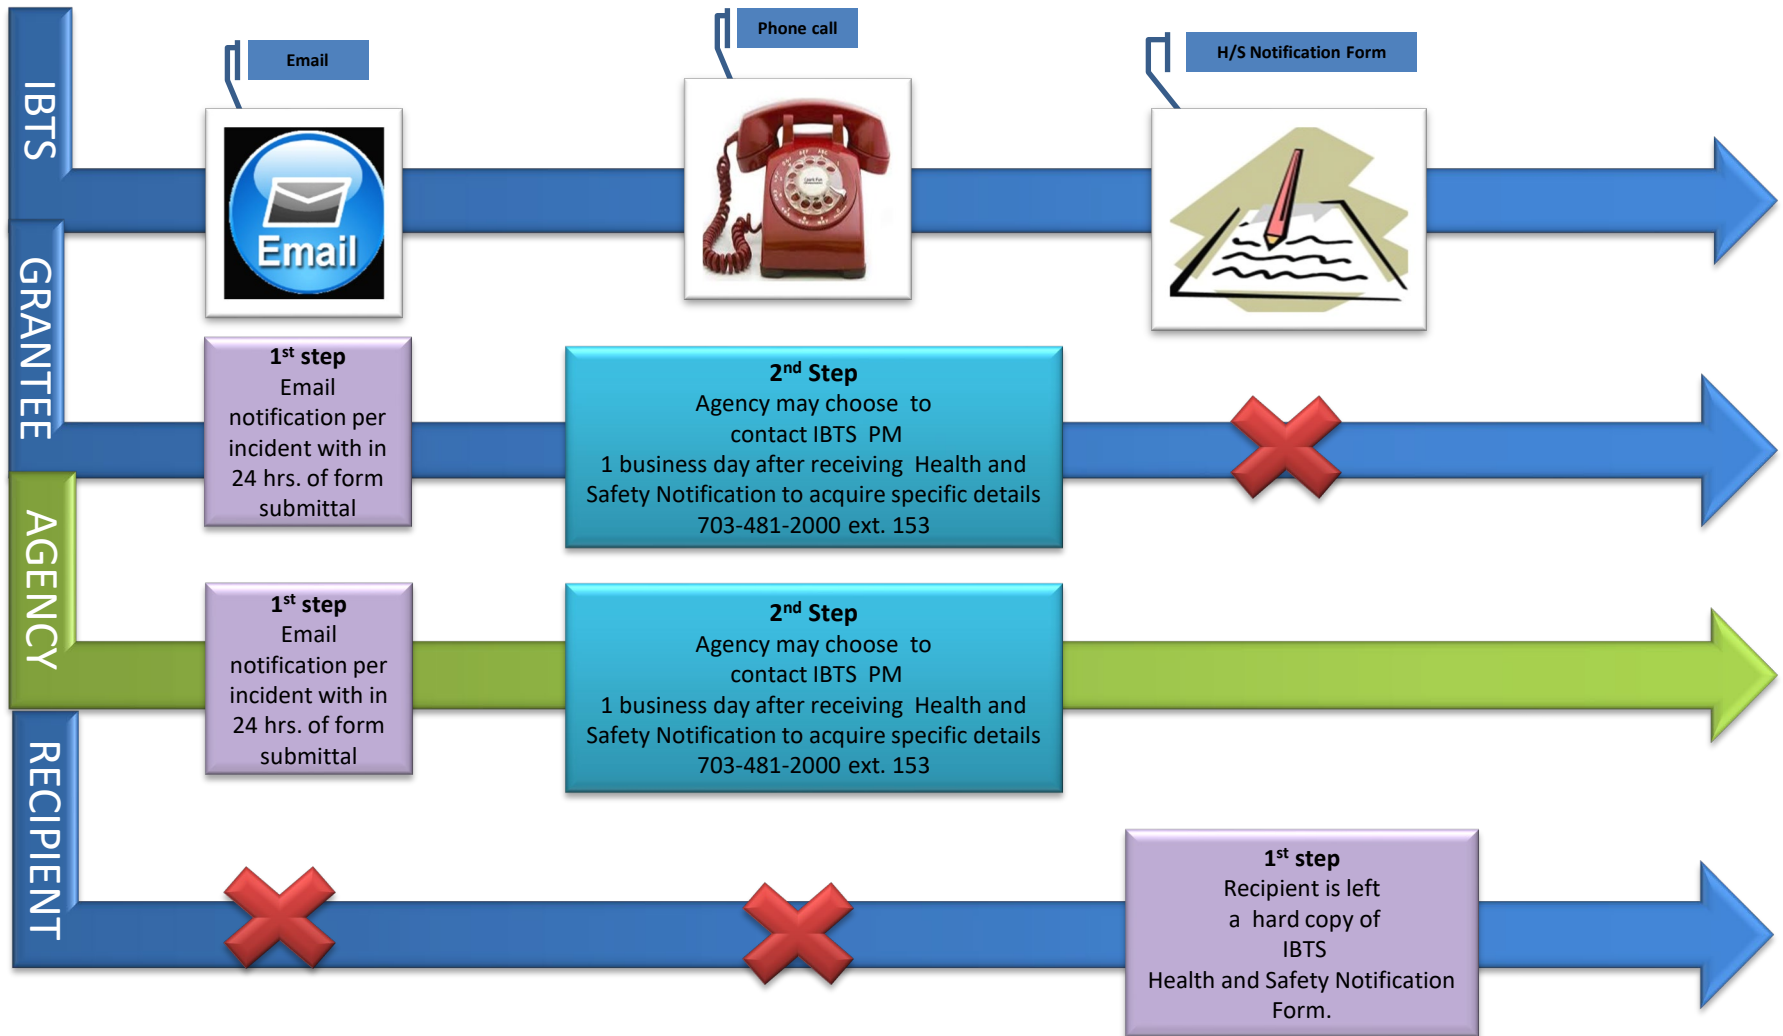 IBTS
Email
Phone call
H/S Notification Form
Email
GRANTEE
1st step
Email
notification per
incident with in
24 hrs. of form
submittal
2nd Step
Agency may choose to
contact IBTS PM
1 business day after receiving Health and
Safety Notification to acquire specific details
703-481-2000 ext. 153
AGENCY
1st step
Email
notification per
incident with in
24 hrs. of form
submittal
2nd Step
Agency may choose to
contact IBTS PM
1 business day after receiving Health and
Safety Notification to acquire specific details
703-481-2000 ext. 153
RECIPIENT
1st step
Recipient is left
a hard copy of
IBTS
Health and Safety Notification
Form.